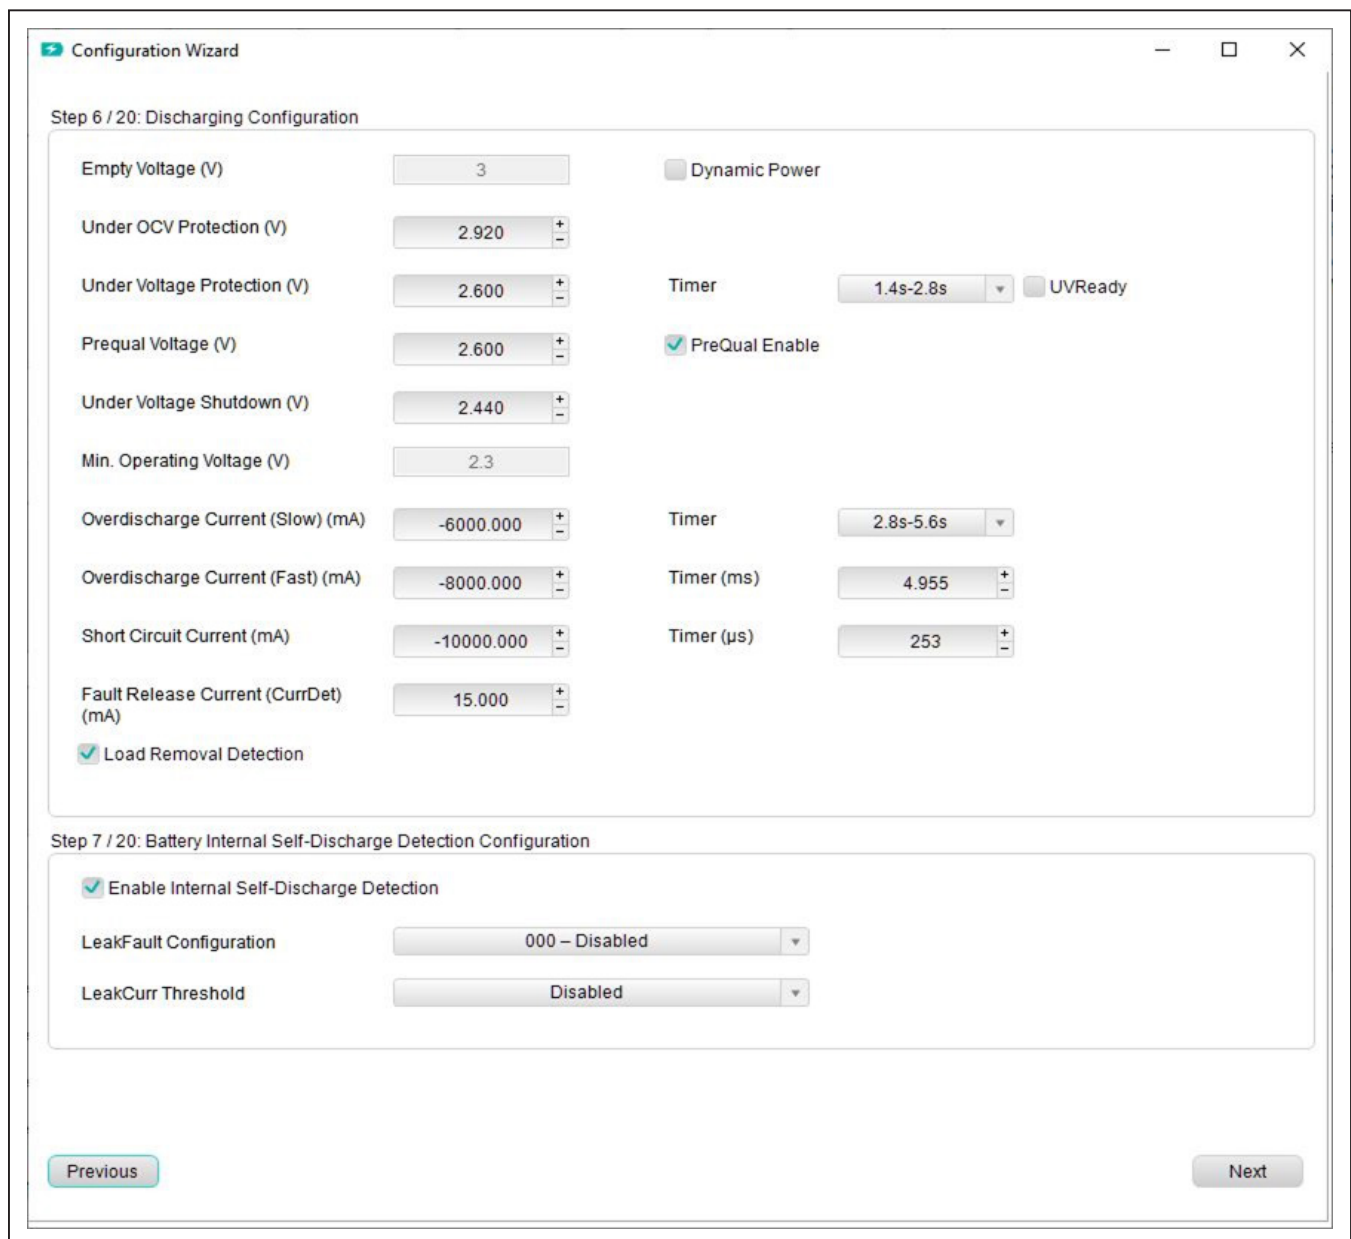 Configuration Wizard
Step 6 / 20: Discharging Configuration
Empty Voltage (V) 3 Dynamic Power
Under OCV Protection (V) 2.920 + −
Under Voltage Protection (V) 2.600 + − Timer 1.4s-2.8s UVReady
Prequal Voltage (V) 2.600 + − PreQual Enable
Under Voltage Shutdown (V) 2.440 + −
Min. Operating Voltage (V) 2.3
Overdischarge Current (Slow) (mA) -6000.000 + − Timer 2.8s-5.6s
Overdischarge Current (Fast) (mA) -8000.000 + − Timer (ms) 4.955 + −
Short Circuit Current (mA) -10000.000 + − Timer (µs) 253 + −
Fault Release Current (CurrDet)
(mA) 15.000 + −
Load Removal Detection
Step 7 / 20: Battery Internal Self-Discharge Detection Configuration
Enable Internal Self-Discharge Detection
LeakFault Configuration 000 – Disabled
LeakCurr Threshold Disabled
Previous Next